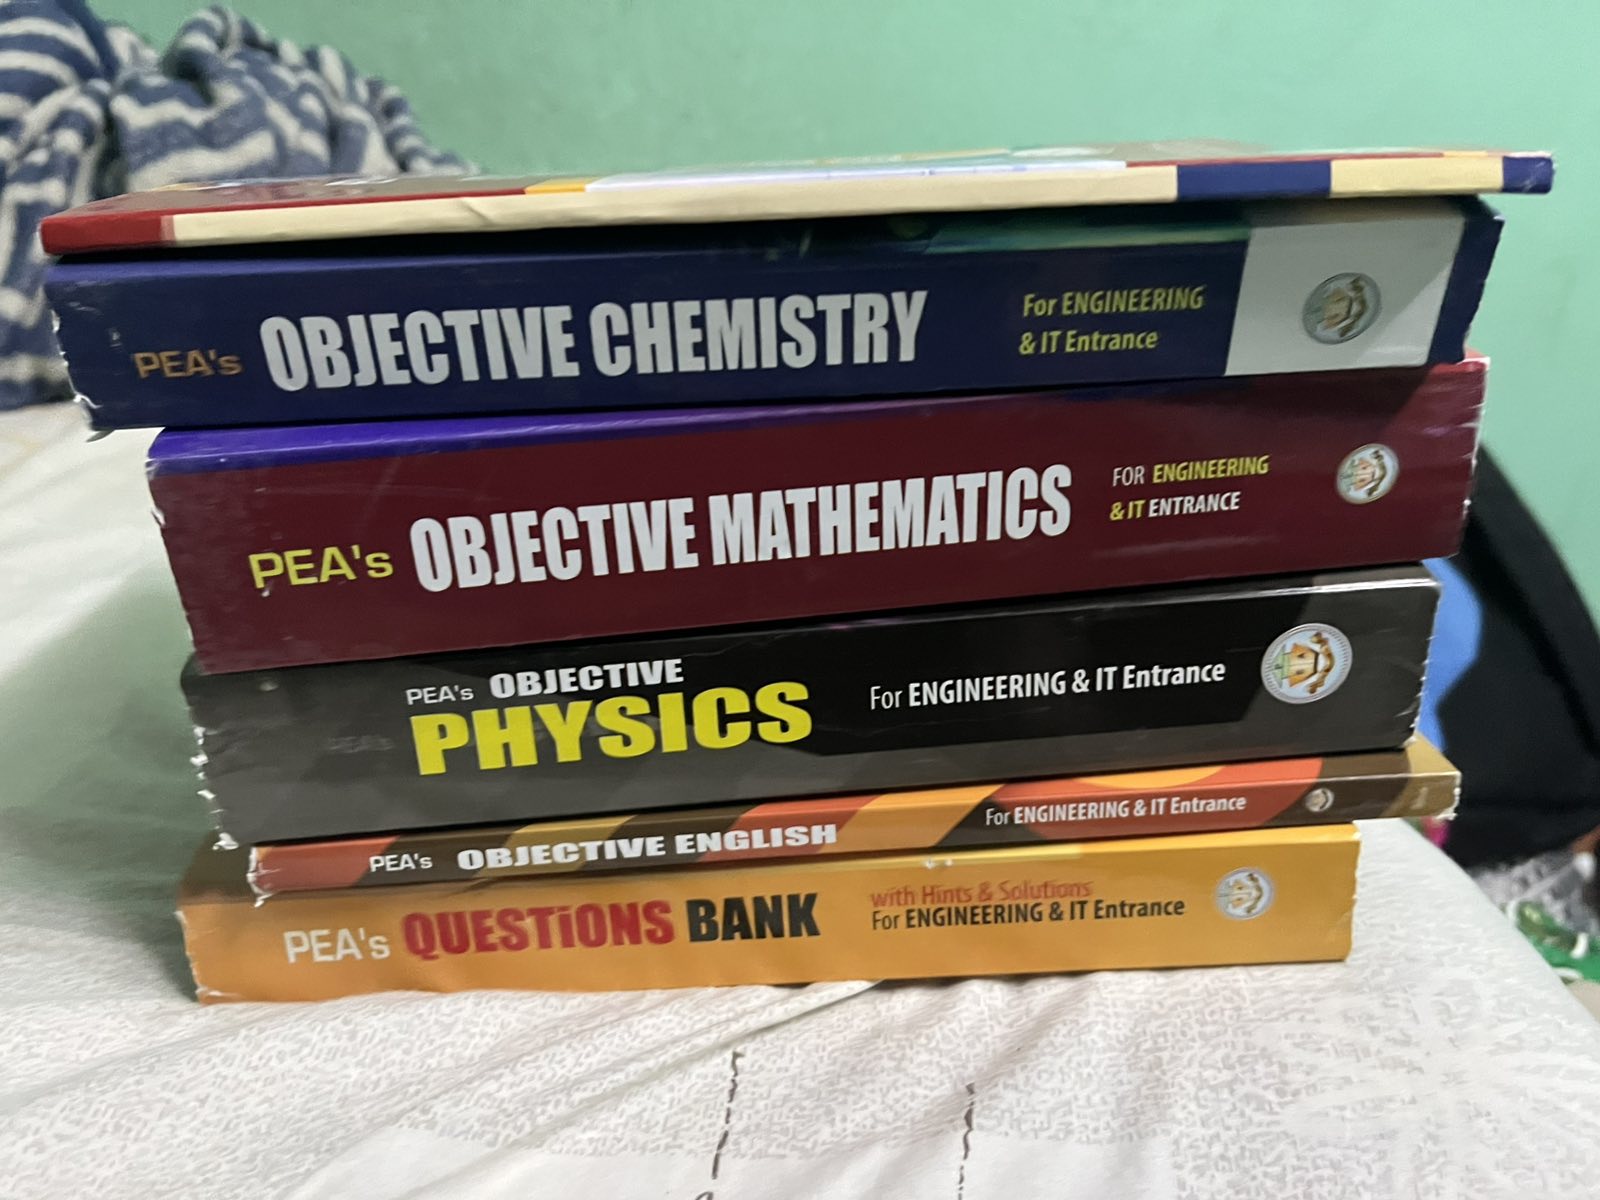 PEA's OBJECTIVE CHEMISTRY
For ENGINEERING
& IT Entrance
PEA's OBJECTIVE MATHEMATICS
FOR ENGINEERING
& IT ENTRANCE
PEA's OBJECTIVE
PHYSICS
For ENGINEERING & IT Entrance
PEA's OBJECTIVE ENGLISH
For ENGINEERING & IT Entrance
PEA's QUESTiONS BANK
with Hints & Solutions
For ENGINEERING & IT Entrance